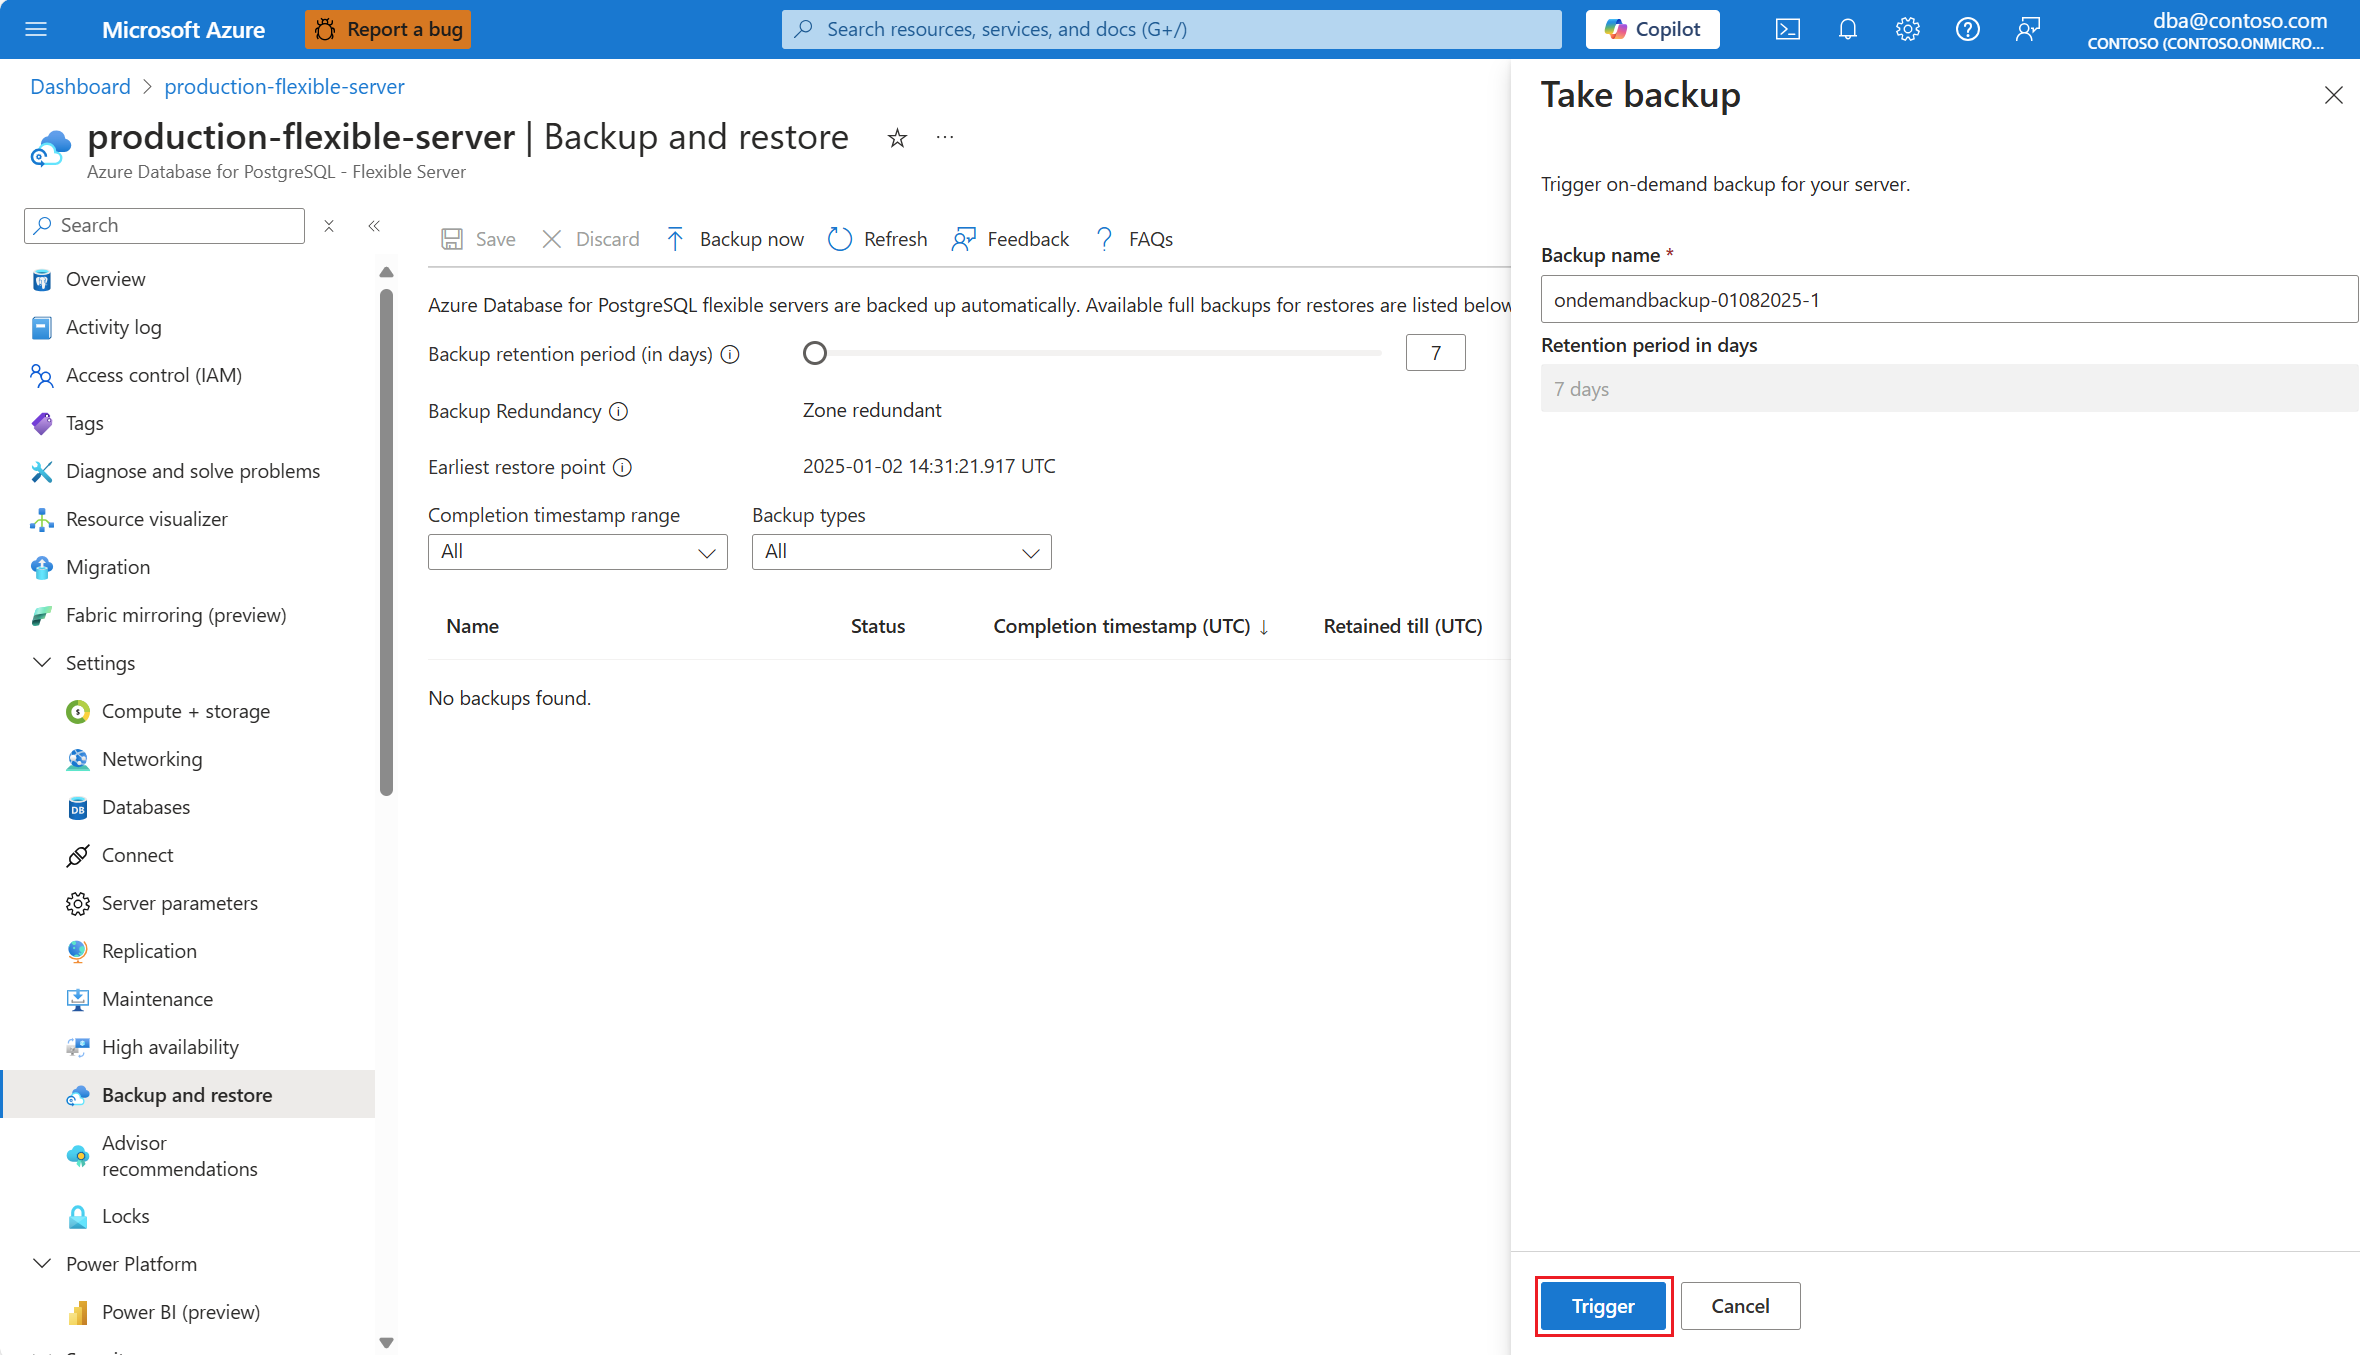 Microsoft Azure
Report a bug
Search resources, services, and docs (G+/)
Copilot
dba@contoso.com
CONTOSO (CONTOSO.ONMICRO...
Dashboard > production-flexible-server
production-flexible-server | Backup and restore
Azure Database for PostgreSQL - Flexible Server
Search
Overview
Activity log
Access control (IAM)
Tags
Diagnose and solve problems
Resource visualizer
Migration
Fabric mirroring (preview)
Settings
Compute + storage
Networking
Databases
Connect
Server parameters
Replication
Maintenance
High availability
Backup and restore
Advisor
recommendations
Locks
Power Platform
Power BI (preview)
Save
Discard
Backup now
Refresh
Feedback
FAQs
Azure Database for PostgreSQL flexible servers are backed up automatically. Available full backups for restores are listed below
Backup retention period (in days)
7
Backup Redundancy
Zone redundant
Earliest restore point
2025-01-02 14:31:21.917 UTC
Completion timestamp range
Backup types
All
All
Name
Status
Completion timestamp (UTC) ↓
Retained till (UTC)
No backups found.
Take backup
Trigger on-demand backup for your server.
Backup name *
ondemandbackup-01082025-1
Retention period in days
7 days
Trigger
Cancel